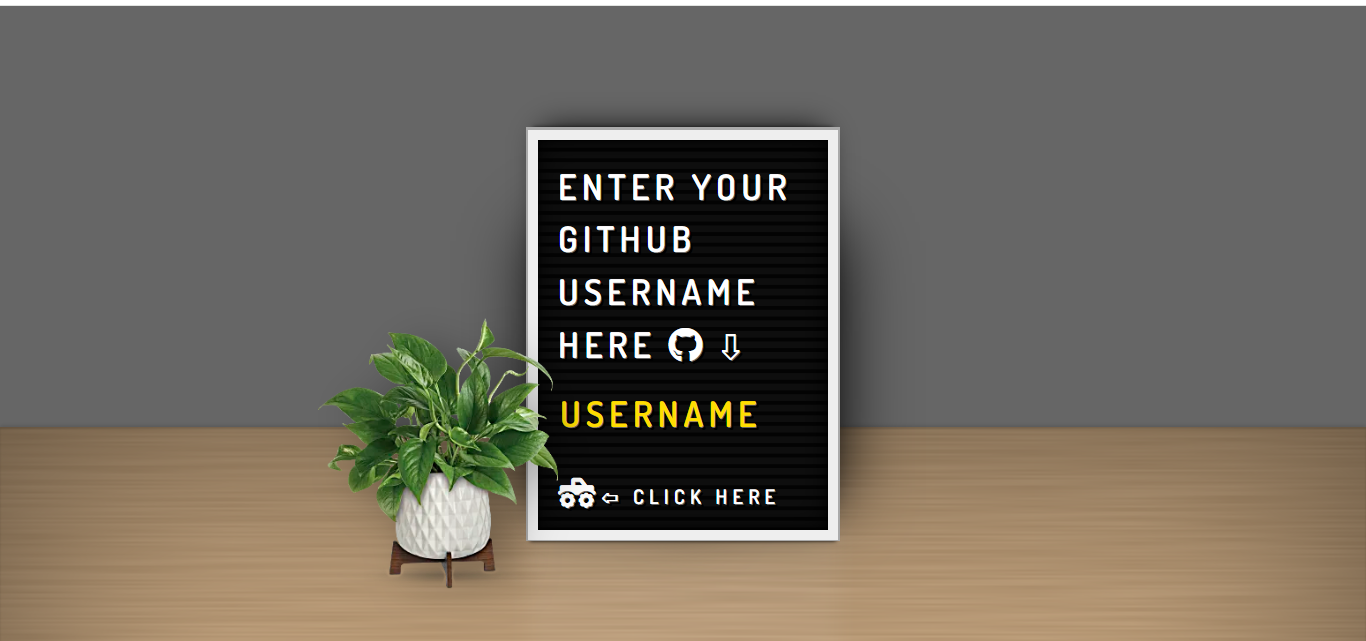 ENTER YOUR
GITHUB
USERNAME
HERE ⇩
USERNAME
⇦ CLICK HERE